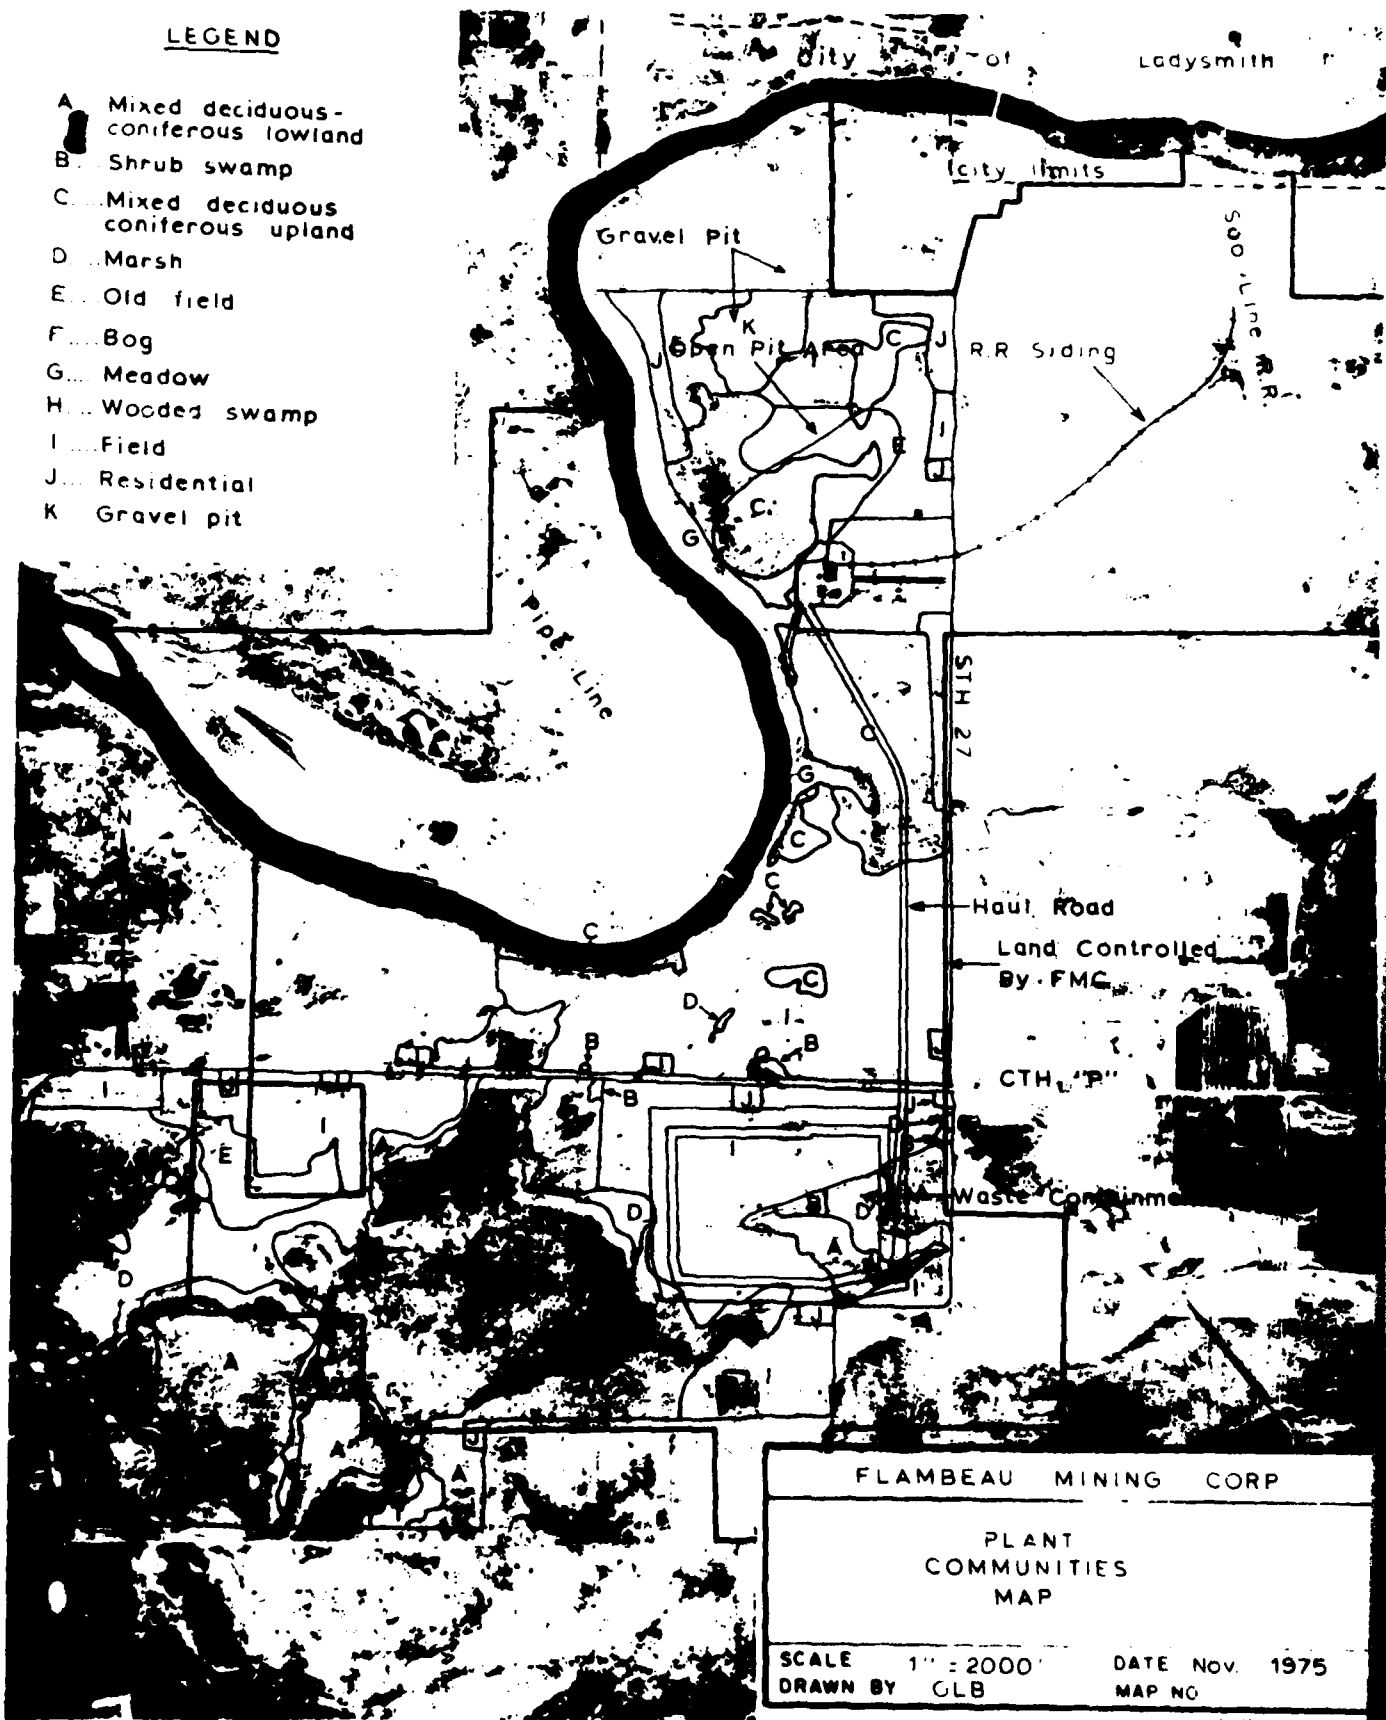 LEGEND
A Mixed deciduous-
coniferous lowland
B.. Shrub swamp
C....Mixed deciduous
coniferous upland
D ...Marsh
E... Old field
F....Bog
G.... Meadow
H... Wooded swamp
I ....Field
J... Residential
K Gravel pit
City of Ladysmith
city limits
Gravel Pit
Soo Line R.R.
K
C
J
Open Pit Area
R.R Siding
J
I
E
J
C
G
I
Pipe Line
STH 27
C
G
N
C
C
Haul Road
C
Land Controlled
By FMC
C
D
I
B
B
J
J
CTH "P"
I
J
B
J
I
E
A
I
D
D
Waste
A
I
D
I
J
A
I
A
J
A
FLAMBEAU MINING CORP
PLANT
COMMUNITIES
MAP
SCALE 1" = 2000'
DATE NOV. 1975
DRAWN BY GLB
MAP NO